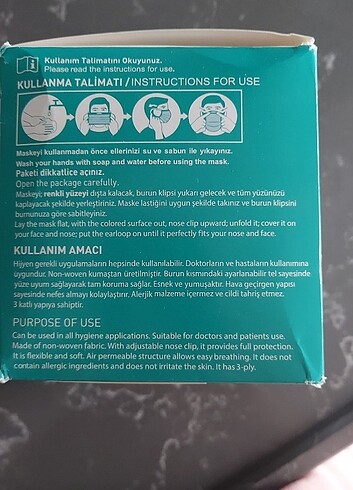 Kullanım Talimatını Okuyunuz.
Please read the instructions for use.
KULLANMA TALİMATI / INSTRUCTIONS FOR USE
Maskeyi kullanmadan önce ellerinizi su ve sabun ile yıkayınız.
Wash your hands with soap and water before using the mask.
Paketi dikkatlice açınız.
Open the package carefully.
Maskeyi; renkli yüzeyi dışta kalacak, burun klipsi yukarı gelecek ve tüm yüzünüzü
kaplayacak şekilde yerleştiriniz. Maske lastiğini uygun şekilde takınız ve burun klipsini
burnunuza göre sabitleyiniz.
Lay the mask flat, with the colored surface out, nose clip upward; unfold it; cover it on
your face and nose; put the earloop on until it perfectly fits your nose and face.
KULLANIM AMACI
Hijyen gerekli uygulamaların hepsinde kullanılabilir. Doktorların ve hastaların kullanımına
uygundur. Non-woven kumaştan üretilmiştir. Burun kısmındaki ayarlanabilir tel sayesinde
yüze uyum sağlayarak tam koruma sağlar. Esnek ve yumuşaktır. Hava geçirgen yapısı
sayesinde nefes almayı kolaylaştırır. Alerjik malzeme içermez ve cildi tahriş etmez.
3 katlı yapıya sahiptir.
PURPOSE OF USE
Can be used in all hygiene applications. Suitable for doctors and patients use.
Made of non-woven fabric. With adjustable nose clip, it provides full protection.
It is flexible and soft. Air permeable structure allows easy breathing. It does not
contain allergic ingredients and does not irritate the skin. It has 3-ply.